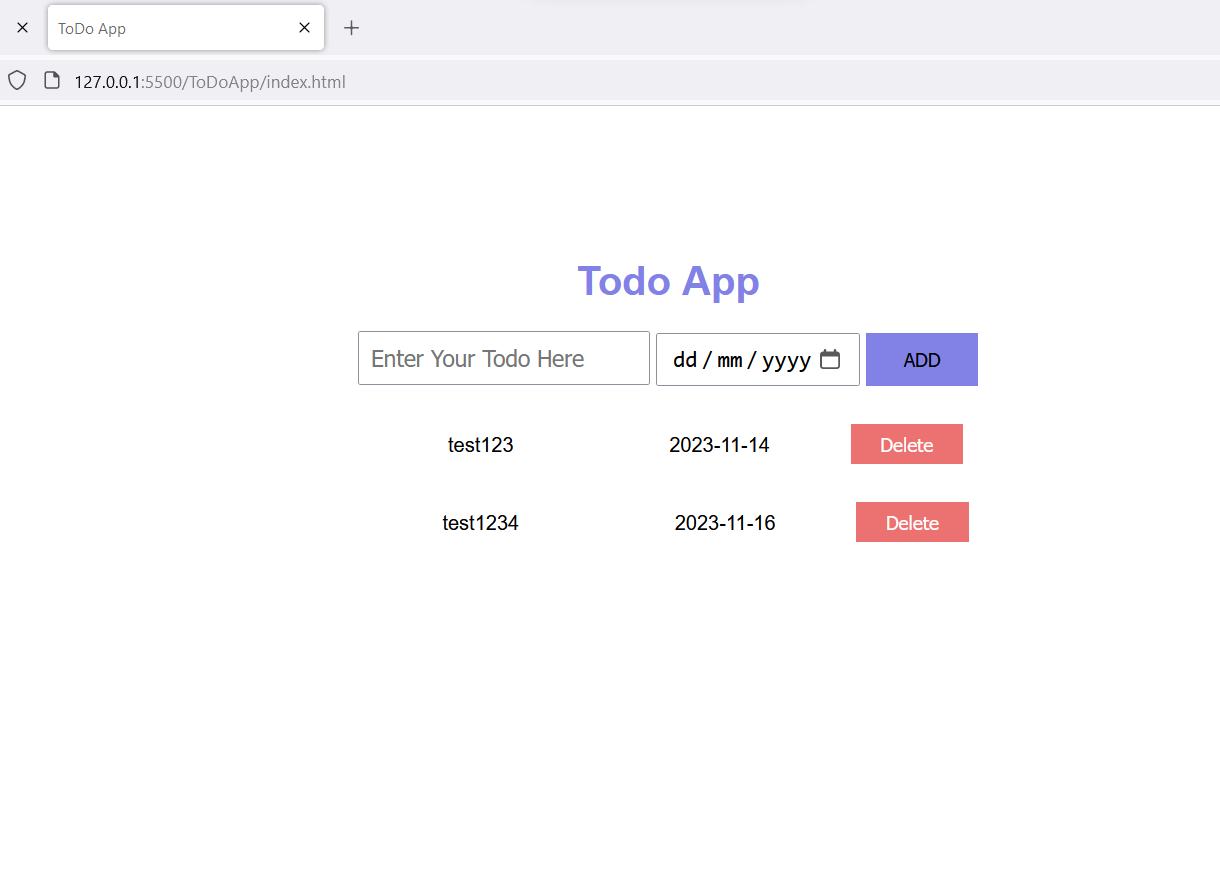 ToDo App
127.0.0.1:5500/ToDoApp/index.html
Todo App
Enter Your Todo Here dd / mm / yyyy ADD
test123 2023-11-14 Delete
test1234 2023-11-16 Delete